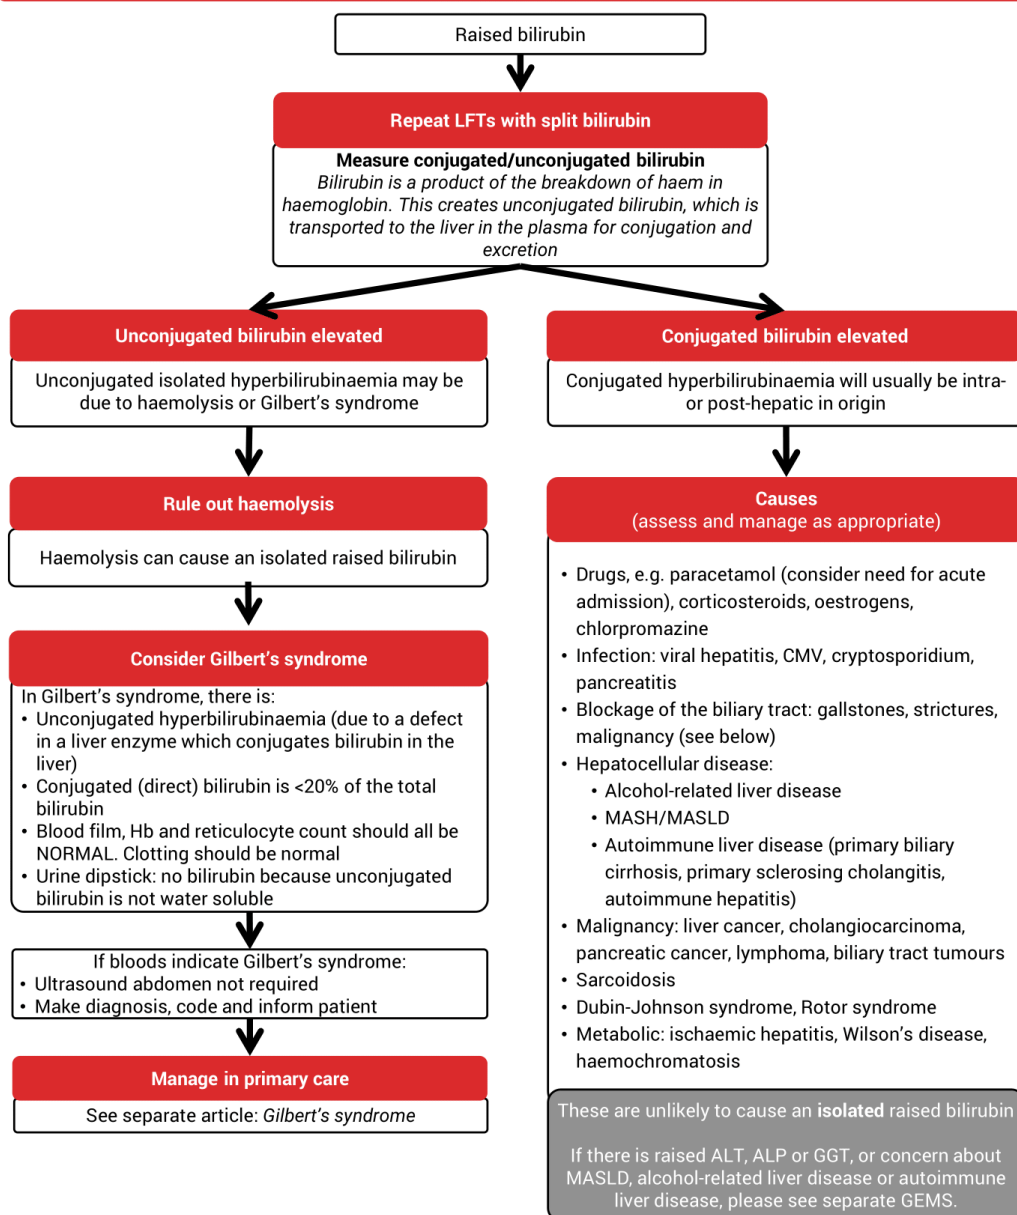 Raised bilirubin
Repeat LFTs with split bilirubin
Measure conjugated/unconjugated bilirubin
Bilirubin is a product of the breakdown of haem in
haemoglobin. This creates unconjugated bilirubin, which is
transported to the liver in the plasma for conjugation and
excretion
Unconjugated bilirubin elevated
Unconjugated isolated hyperbilirubinaemia may be
due to haemolysis or Gilbert’s syndrome
Rule out haemolysis
Haemolysis can cause an isolated raised bilirubin
Consider Gilbert’s syndrome
In Gilbert’s syndrome, there is:
• Unconjugated hyperbilirubinaemia (due to a defect
in a liver enzyme which conjugates bilirubin in the
liver)
• Conjugated (direct) bilirubin is <20% of the total
bilirubin
• Blood film, Hb and reticulocyte count should all be
NORMAL. Clotting should be normal
• Urine dipstick: no bilirubin because unconjugated
bilirubin is not water soluble
If bloods indicate Gilbert’s syndrome:
• Ultrasound abdomen not required
• Make diagnosis, code and inform patient
Manage in primary care
See separate article: Gilbert’s syndrome
Conjugated bilirubin elevated
Conjugated hyperbilirubinaemia will usually be intra-
or post-hepatic in origin
Causes
(assess and manage as appropriate)
• Drugs, e.g. paracetamol (consider need for acute
admission), corticosteroids, oestrogens,
chlorpromazine
• Infection: viral hepatitis, CMV, cryptosporidium,
pancreatitis
• Blockage of the biliary tract: gallstones, strictures,
malignancy (see below)
• Hepatocellular disease:
• Alcohol-related liver disease
• MASH/MASLD
• Autoimmune liver disease (primary biliary
cirrhosis, primary sclerosing cholangitis,
autoimmune hepatitis)
• Malignancy: liver cancer, cholangiocarcinoma,
pancreatic cancer, lymphoma, biliary tract tumours
• Sarcoidosis
• Dubin-Johnson syndrome, Rotor syndrome
• Metabolic: ischaemic hepatitis, Wilson’s disease,
haemochromatosis
These are unlikely to cause an isolated raised bilirubin
If there is raised ALT, ALP or GGT, or concern about
MASLD, alcohol-related liver disease or autoimmune
liver disease, please see separate GEMS.